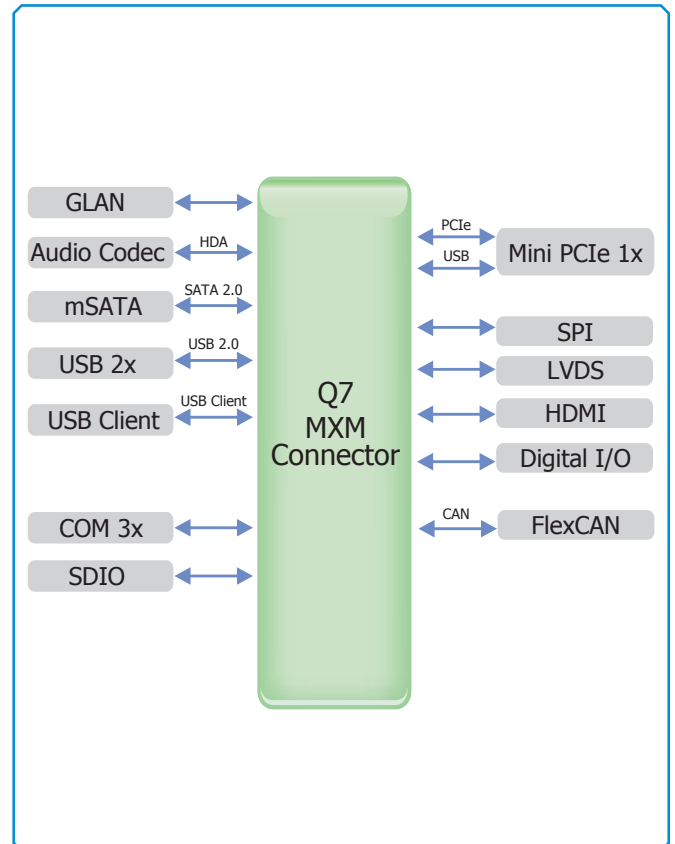 GLAN
Audio Codec
HDA
mSATA
SATA 2.0
USB 2x
USB 2.0
USB Client
USB Client
COM 3x
SDIO
Q7
MXM
Connector
PCIe
USB
Mini PCIe 1x
SPI
LVDS
HDMI
Digital I/O
CAN
FlexCAN